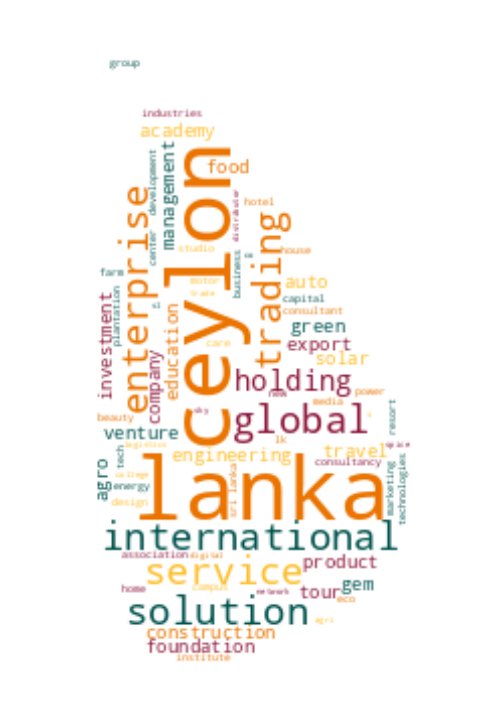 group
industries
academy
management
development
center
food
ceylon
enterprise
distributor
hotel
trading
studio
business
house
farm
plantation
investment
motor
trade
auto
capital
consultant
green
education
company
care
export
solar
holding
new
power
media
sky
global
beauty
venture
resort
lk
logistics
tech
engineering
travel
space
consultancy
agro
college
energy
design
sri lanka
lanka
marketing
technologies
international
association
digital
product
service
home
campus
network
tour
gem
eco
solution
agri
construction
foundation
institute